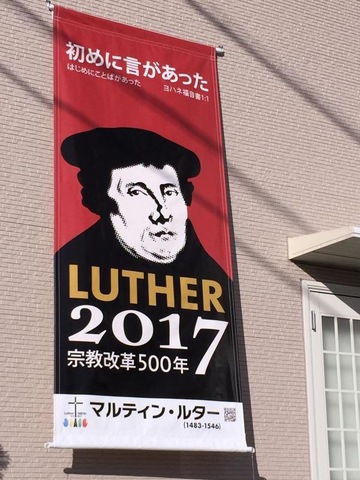 初めに言があった
はじめにことばがあった
ヨハネ福音書1:1
LUTHER
2017
宗教改革500年
マルティン・ルター
(1483-1546)